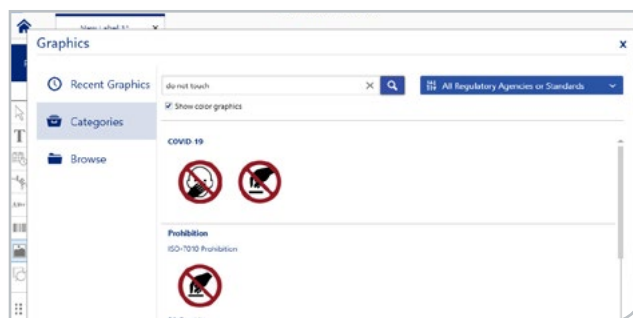 Graphics
x
Recent Graphics
Categories
Browse
do not touch
All Regulatory Agencies or Standards
Show color graphics
COVID-19
Prohibition
ISO-7010 Prohibition